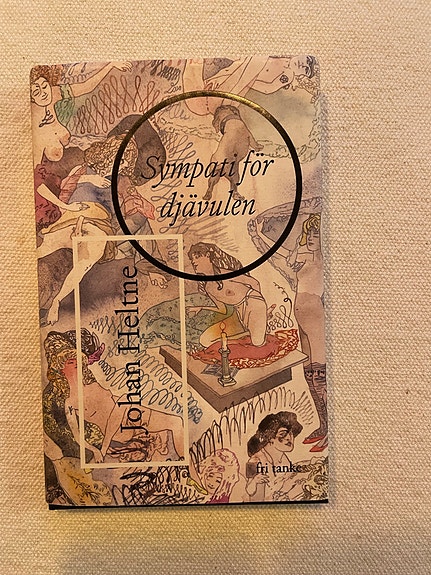 Sympati för
djävulen
Johan Heltne
fri tanke